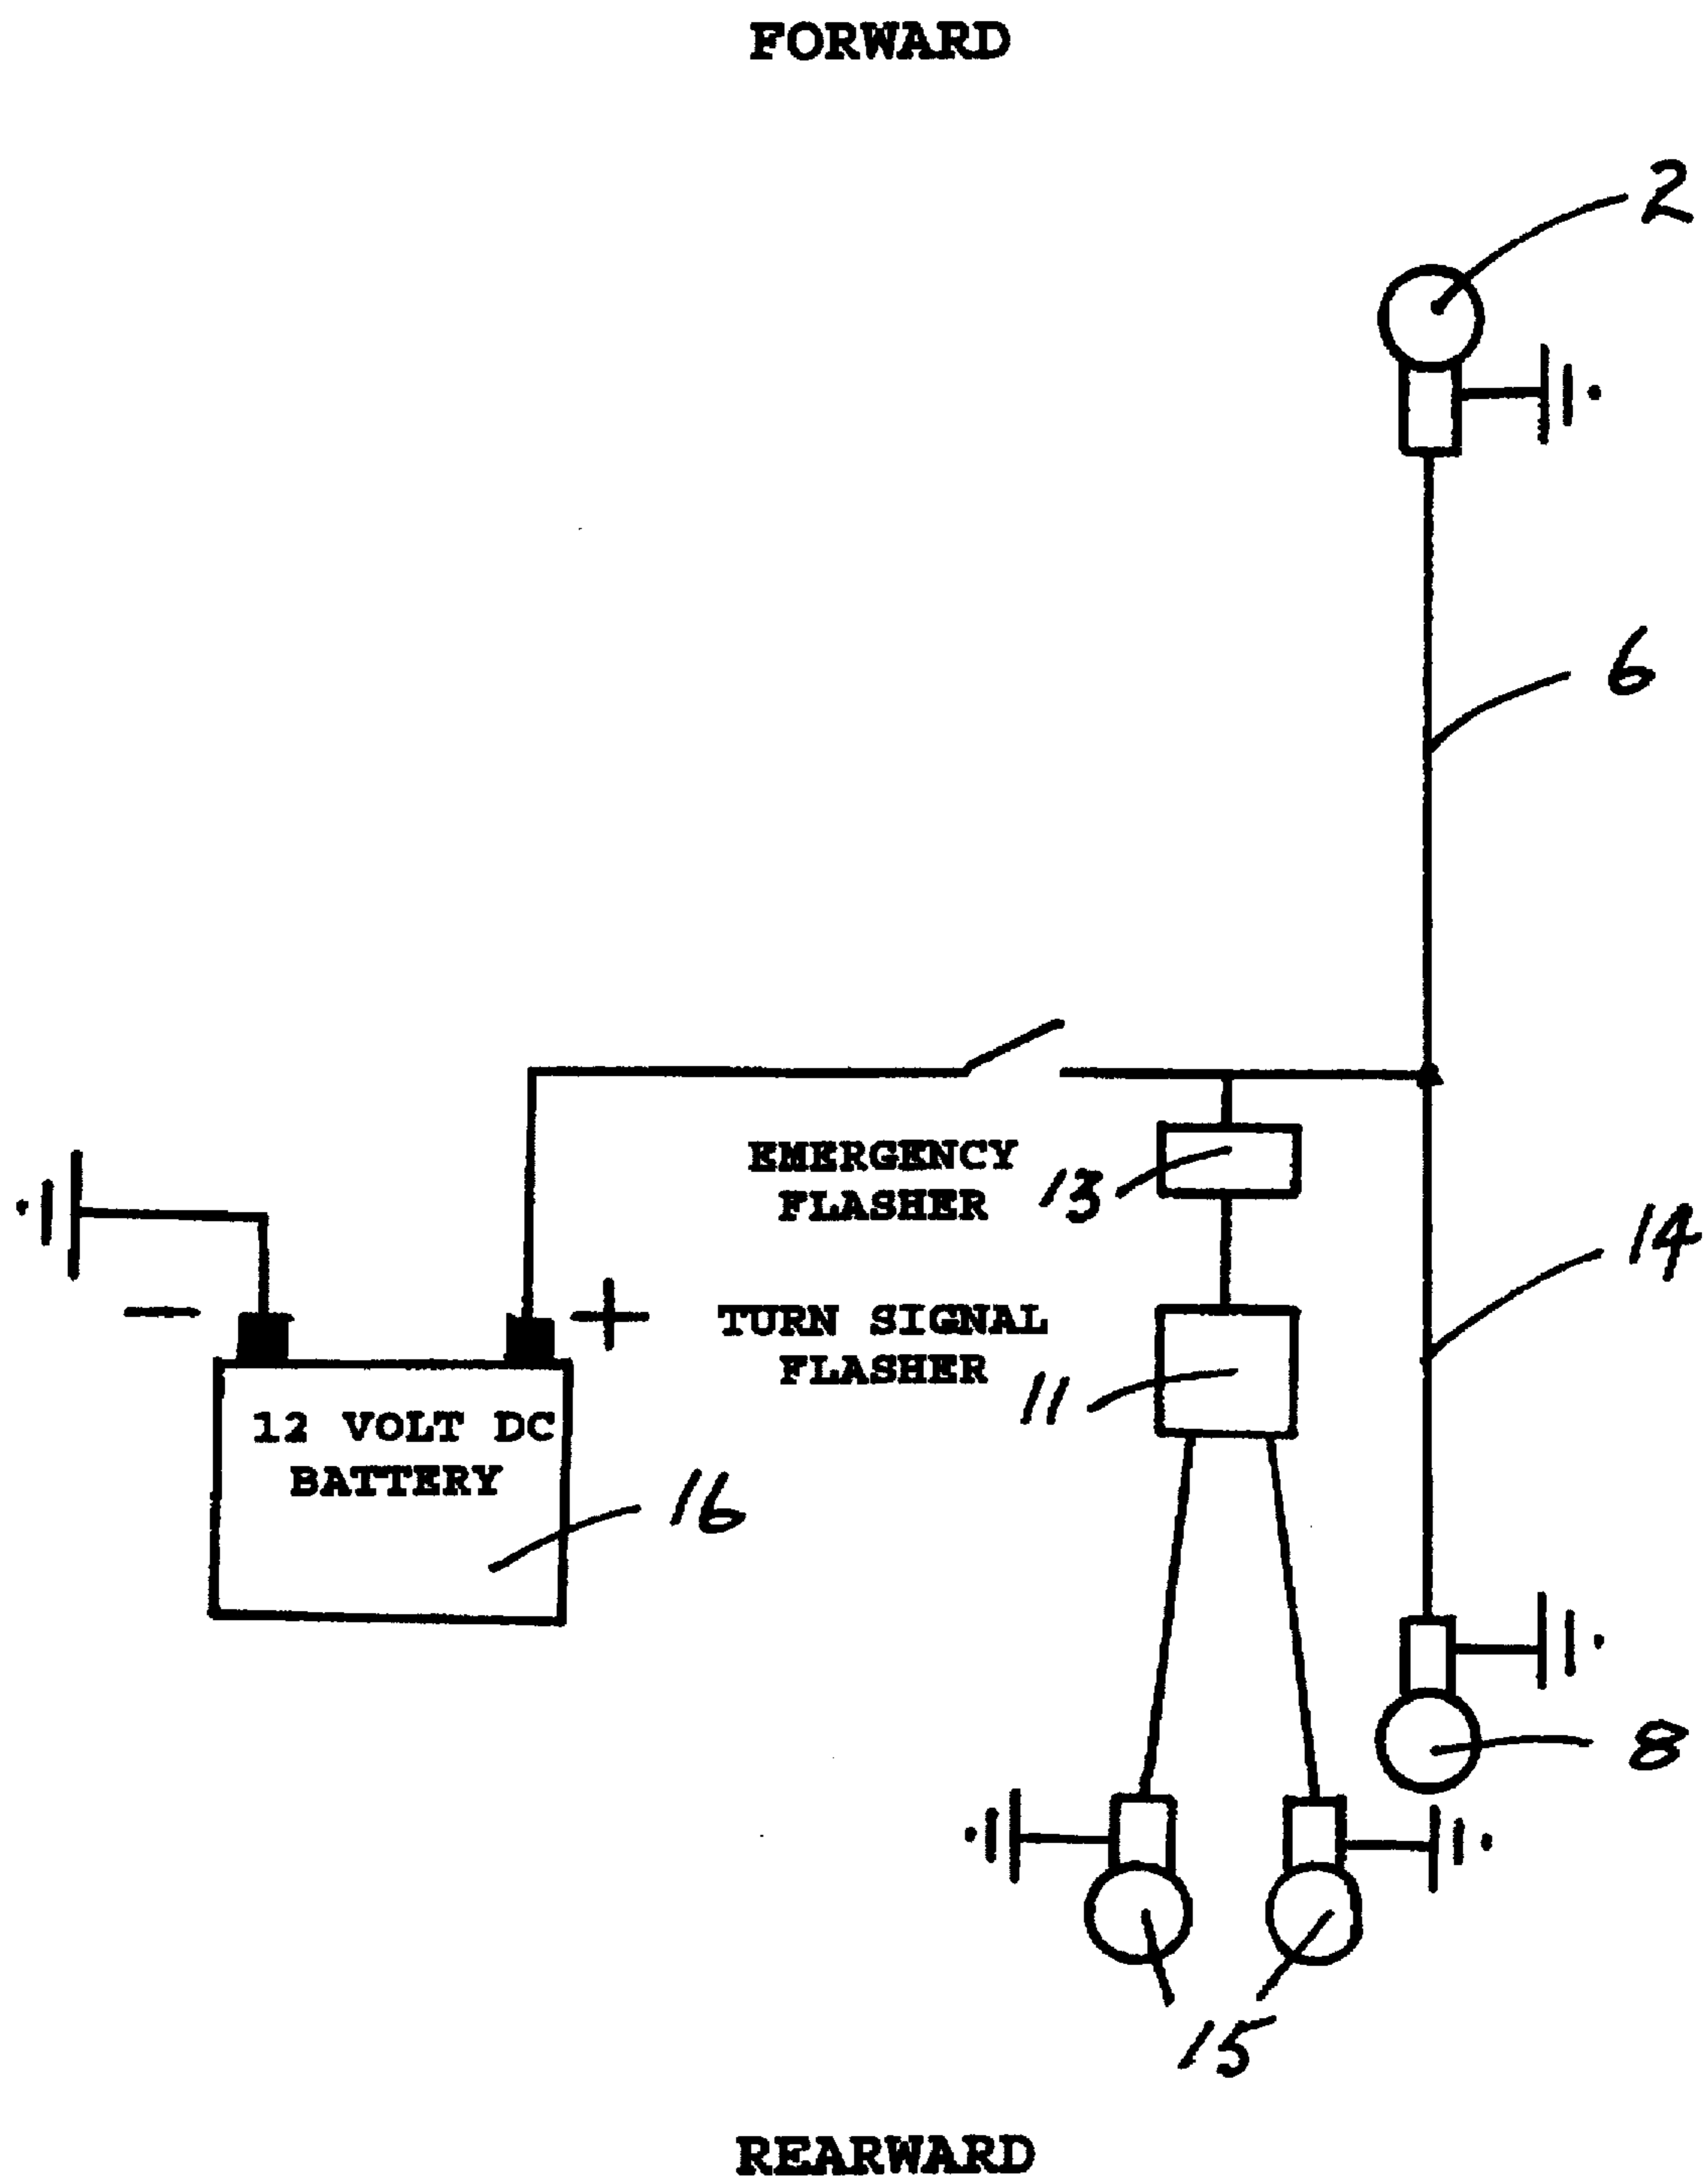 FORWARD
2
6
EMERGENCY
FLASHER
13
14
− +
TURN SIGNAL
FLASHER
11
12 VOLT DC
BATTERY
16
8
15
REARWARD